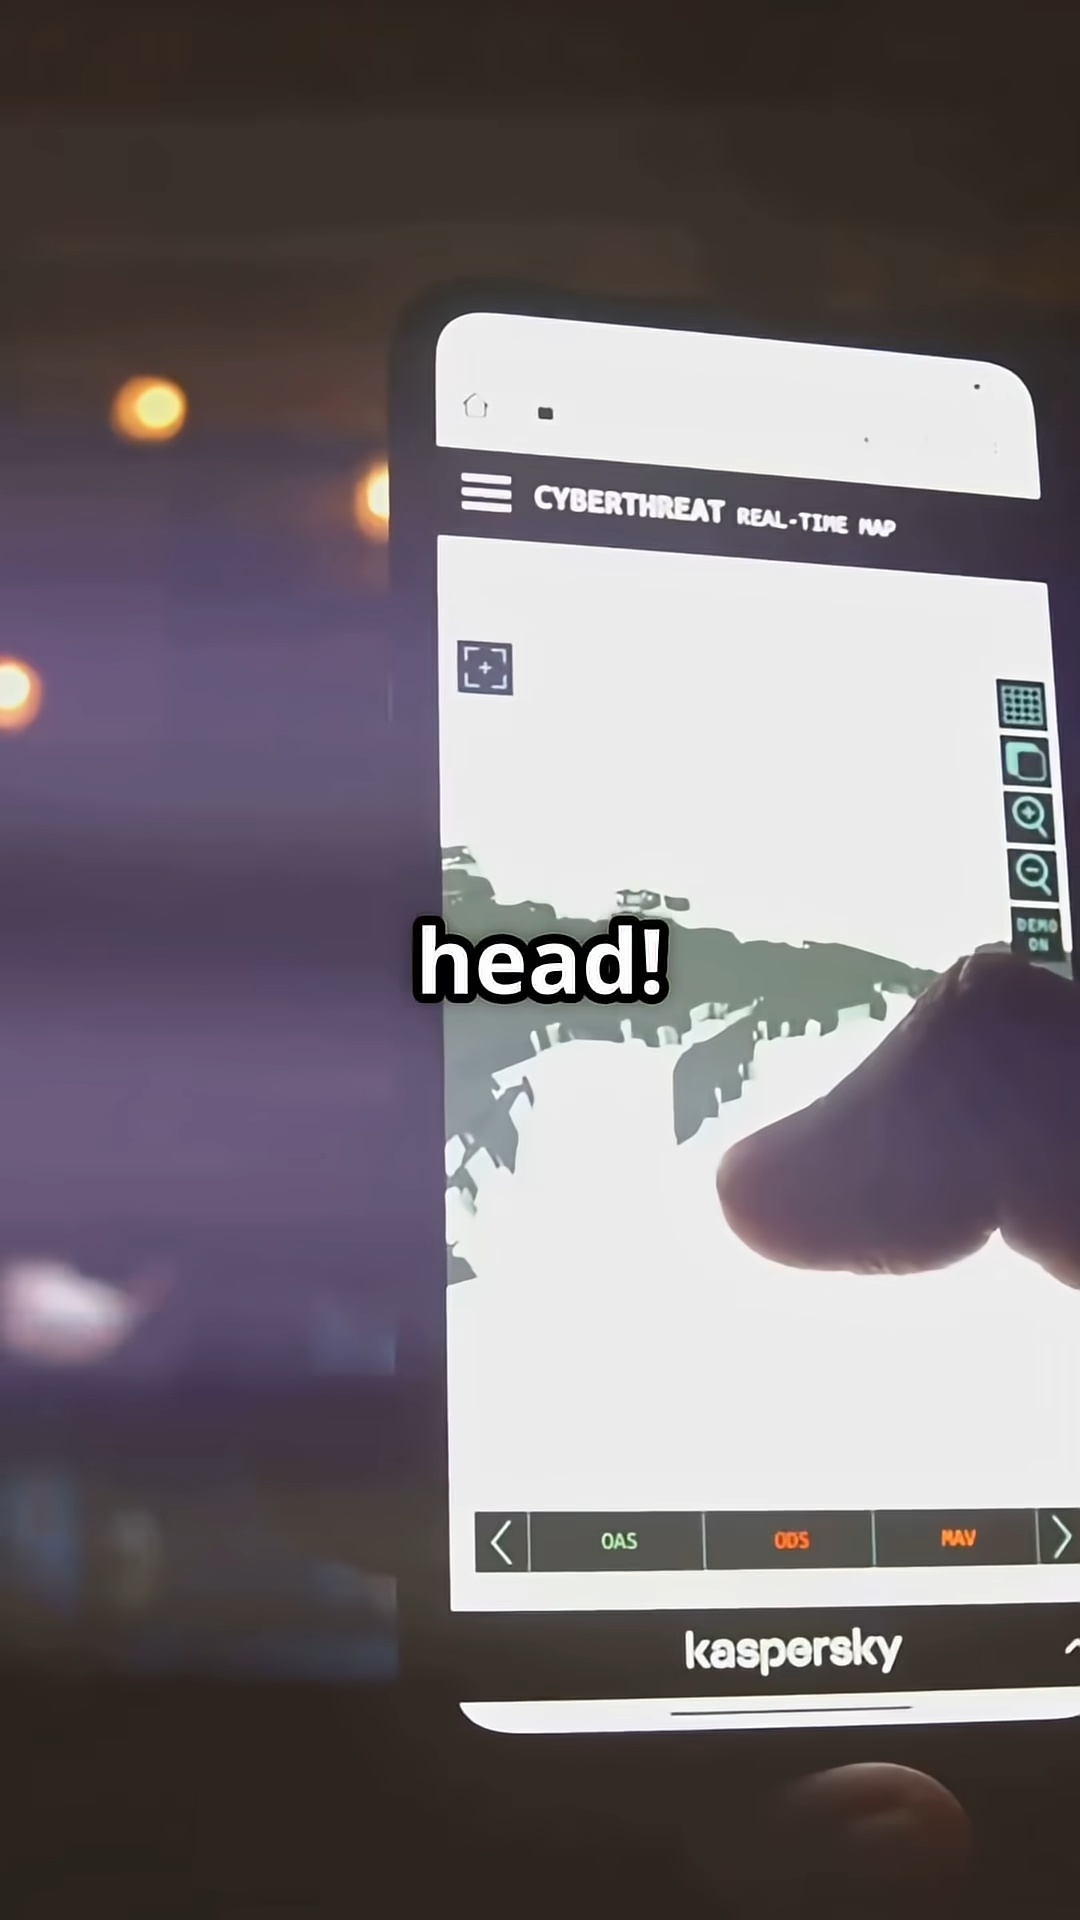 CYBERTHREAT REAL-TIME MAP
DEMO
ON
head!
OAS
ODS
MAV
kaspersky